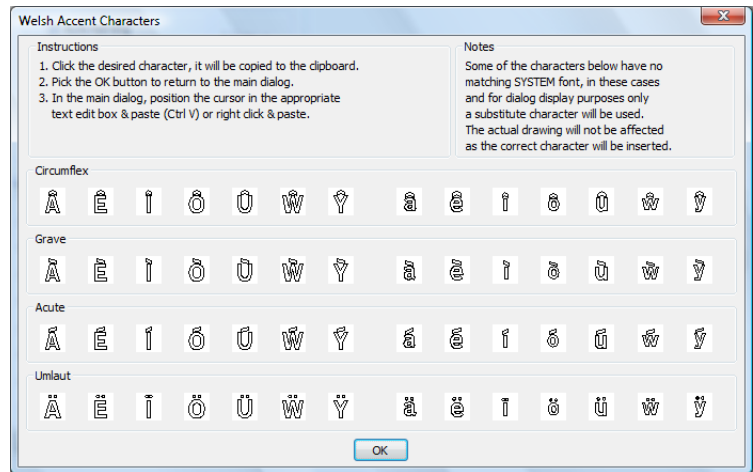 Welsh Accent Characters
Instructions
1. Click the desired character, it will be copied to the clipboard.
2. Pick the OK button to return to the main dialog.
3. In the main dialog, position the cursor in the appropriate
text edit box & paste (Ctrl V) or right click & paste.
Notes
Some of the characters below have no
matching SYSTEM font, in these cases
and for dialog display purposes only
a substitute character will be used.
The actual drawing will not be affected
as the correct character will be inserted.
Circumflex
Â Ê Î Ô Û Ŵ Ŷ â ê î ô û ŵ ŷ
Grave
À È Ì Ò Ù Ẁ Ỳ à è ì ò ù ẁ ỳ
Acute
Á É Í Ó Ú Ẃ Ý á é í ó ú ẃ ý
Umlaut
Ä Ë Ï Ö Ü Ẅ Ÿ ä ë ï ö ü ẅ ÿ
OK